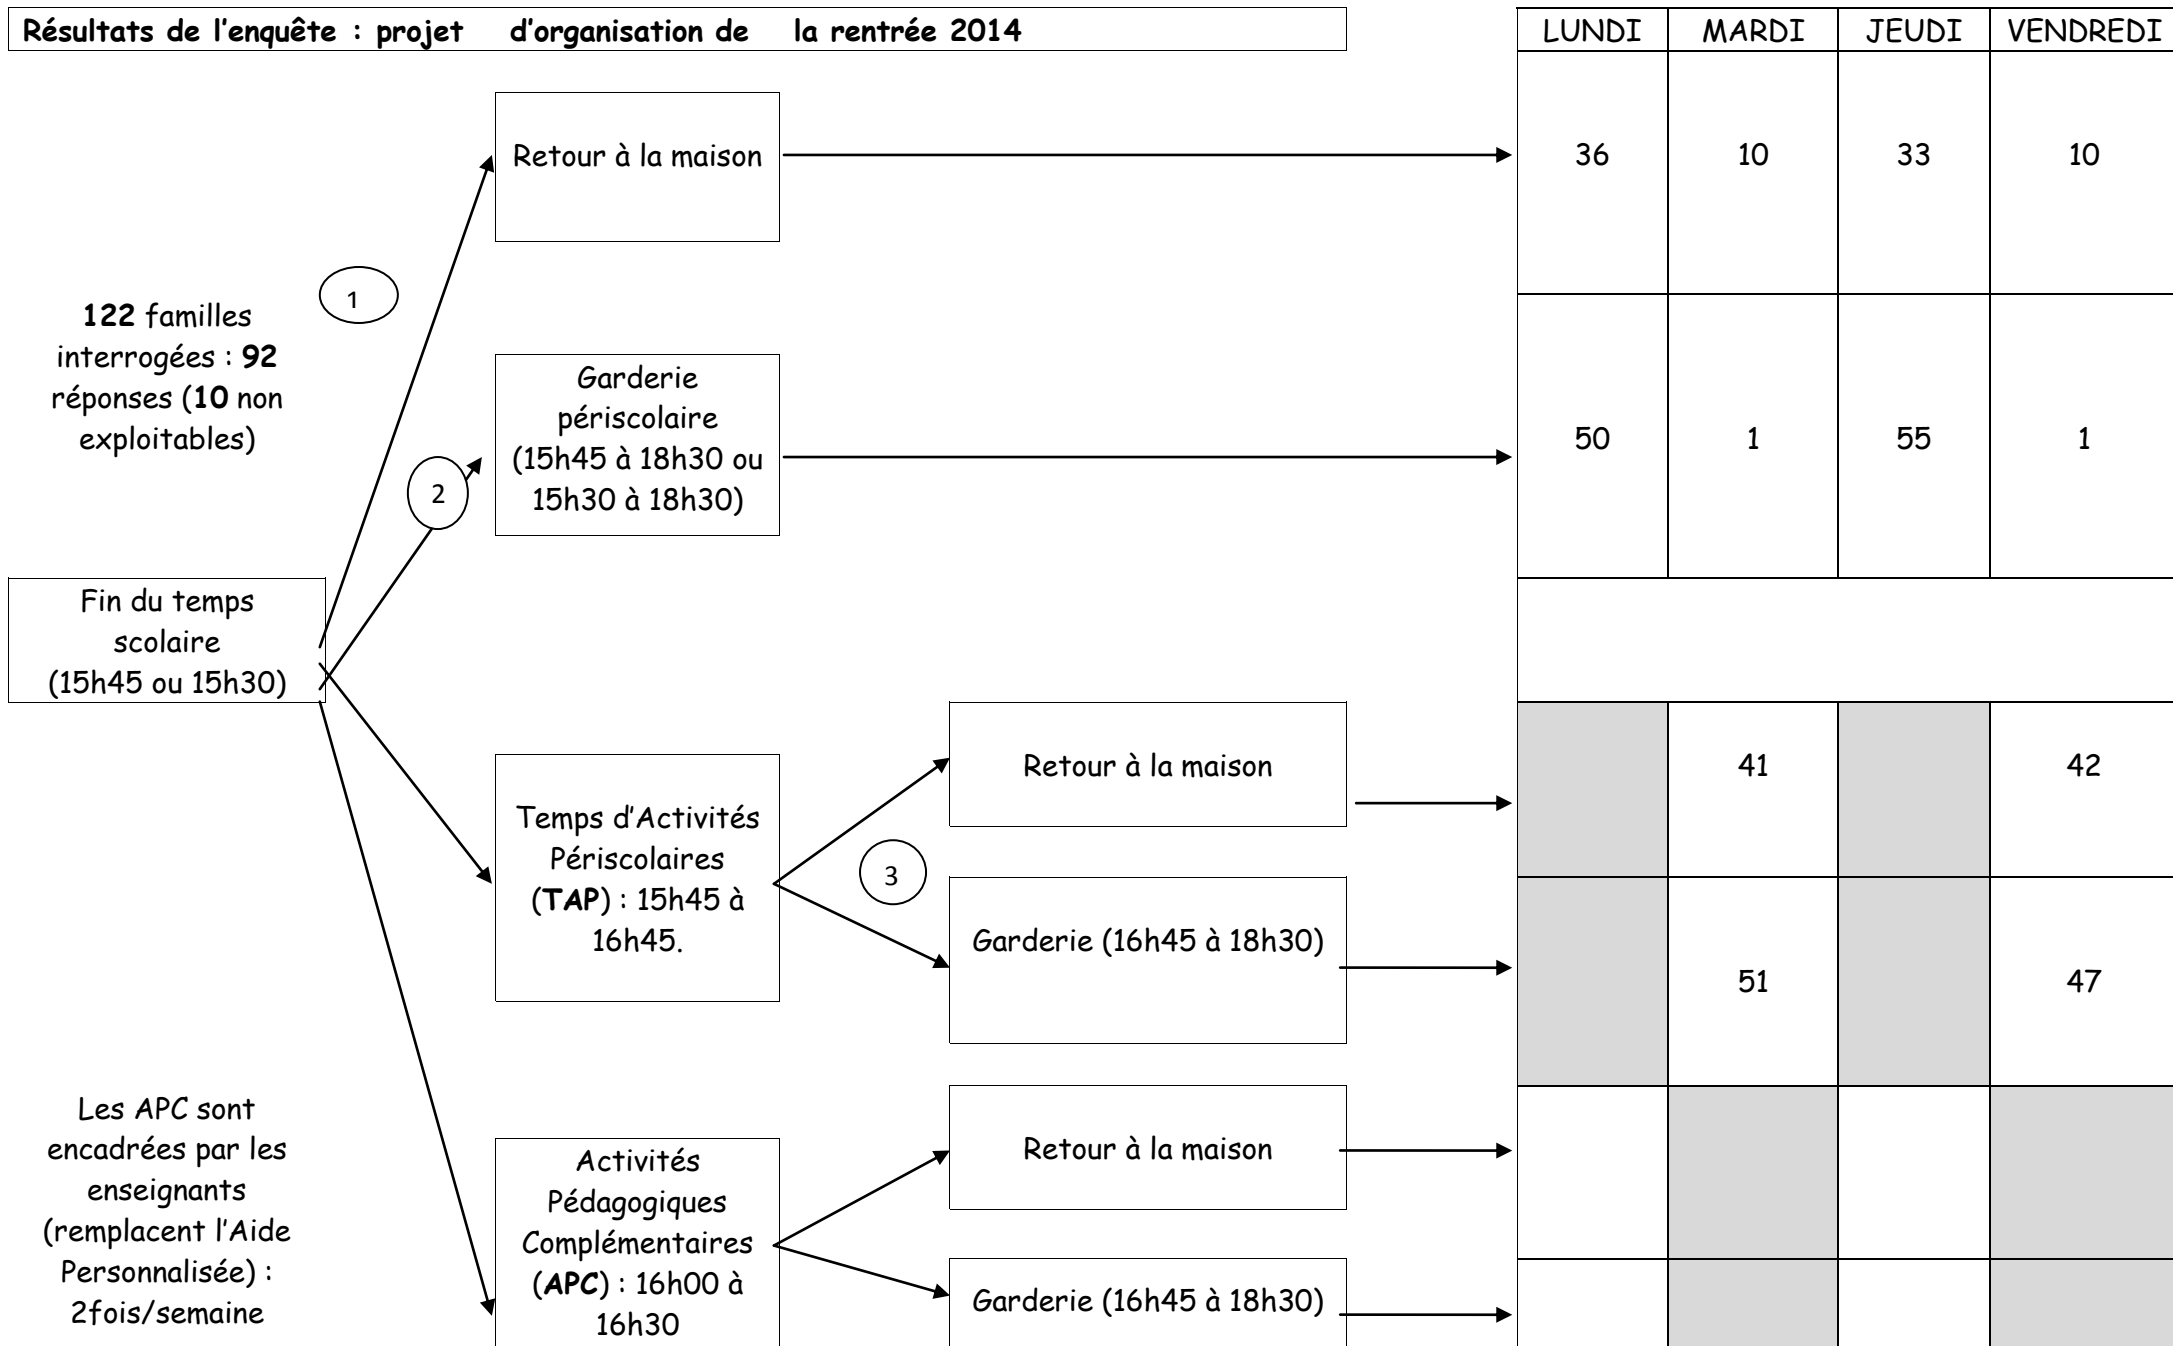 Résultats de l'enquête : projet d'organisation de la rentrée 2014
LUNDI MARDI JEUDI VENDREDI
Retour à la maison
36 10 33 10
1
122 familles
interrogées : 92
réponses (10 non
exploitables)
Garderie
périscolaire
(15h45 à 18h30 ou
15h30 à 18h30)
50 1 55 1
2
Fin du temps
scolaire
(15h45 ou 15h30)
Temps d'Activités
Périscolaires
(TAP) : 15h45 à
16h45.
3
Retour à la maison
41 42
Garderie (16h45 à 18h30)
51 47
Les APC sont
encadrées par les
enseignants
(remplacent l'Aide
Personnalisée) :
2fois/semaine
Activités
Pédagogiques
Complémentaires
(APC) : 16h00 à
16h30
Retour à la maison
Garderie (16h45 à 18h30)